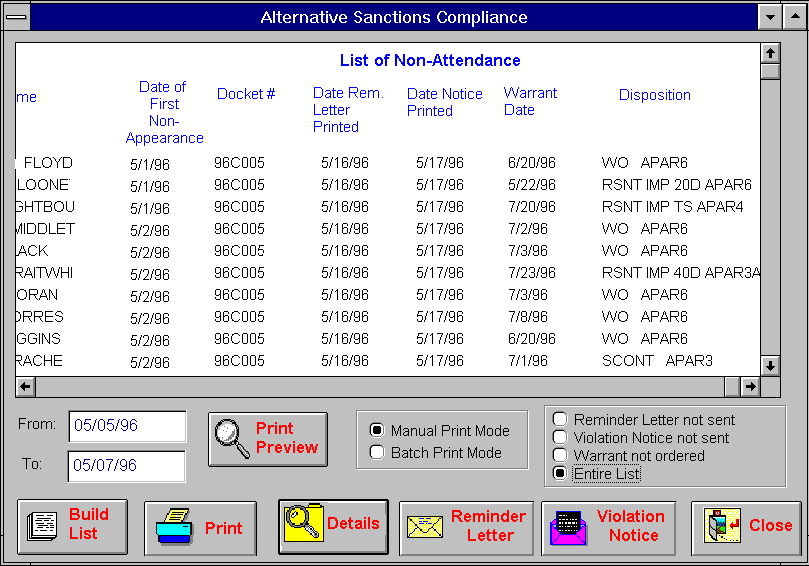 Alternative Sanctions Compliance
List of Non-Attendance
me Date of First Non-Appearance Docket # Date Rem. Letter Printed Date Notice Printed Warrant Date Disposition
FLOYD 5/1/96 96C005 5/16/96 5/17/96 6/20/96 WO APAR6
LOONE 5/1/96 96C005 5/16/96 5/17/96 5/22/96 RSNT IMP 20D APAR6
GHTBOU 5/1/96 96C005 5/16/96 5/17/96 7/20/96 RSNT IMP TS APAR4
MIDDLET 5/2/96 96C005 5/16/96 5/17/96 7/2/96 WO APAR6
LACK 5/2/96 96C005 5/16/96 5/17/96 7/3/96 WO APAR6
RAITWHI 5/2/96 96C005 5/16/96 5/17/96 7/23/96 RSNT IMP 40D APAR3A
ORAN 5/2/96 96C005 5/16/96 5/17/96 7/3/96 WO APAR6
ORRES 5/2/96 96C005 5/16/96 5/17/96 7/8/96 WO APAR6
GGINS 5/2/96 96C005 5/16/96 5/17/96 6/20/96 WO APAR6
RACHE 5/2/96 96C005 5/16/96 5/17/96 7/1/96 SCONT APAR3
From: 05/05/96
To: 05/07/96
Print Preview
Manual Print Mode
Batch Print Mode
Reminder Letter not sent
Violation Notice not sent
Warrant not ordered
Entire List
Build List
Print
Details
Reminder Letter
Violation Notice
Close